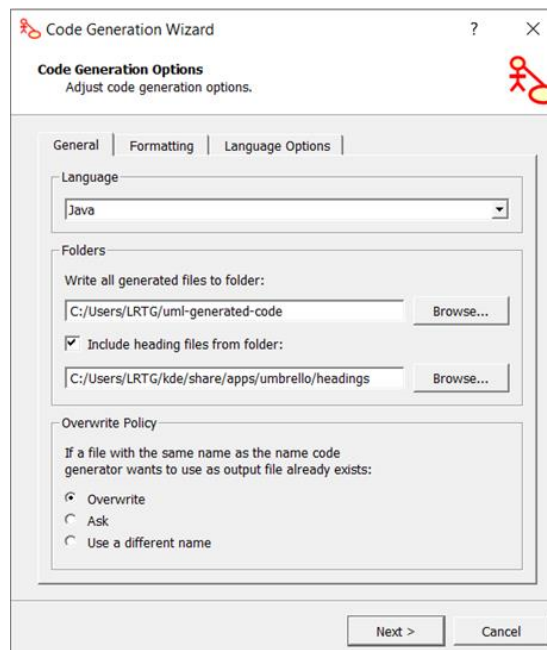 Code Generation Wizard ?
Code Generation Options
Adjust code generation options.
General Formatting Language Options
Language
Java
Folders
Write all generated files to folder:
C:/Users/LRTG/uml-generated-code Browse...
Include heading files from folder:
C:/Users/LRTG/kde/share/apps/umbrello/headings Browse...
Overwrite Policy
If a file with the same name as the name code
generator wants to use as output file already exists:
Overwrite
Ask
Use a different name
Next > Cancel